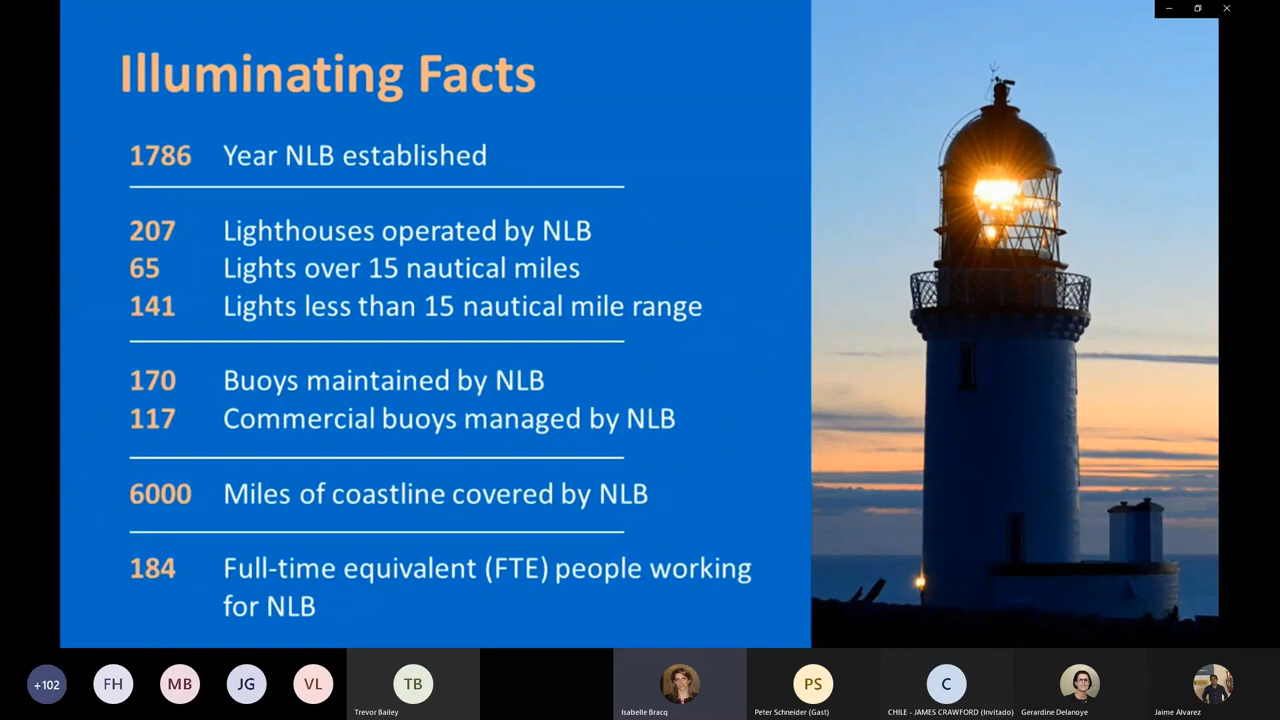 Illuminating Facts
1786 Year NLB established
207 Lighthouses operated by NLB
65 Lights over 15 nautical miles
141 Lights less than 15 nautical mile range
170 Buoys maintained by NLB
117 Commercial buoys managed by NLB
6000 Miles of coastline covered by NLB
184 Full-time equivalent (FTE) people working
for NLB
+102 FH MB JG VL TB PS C
Trevor Bailey Isabelle Bracq Peter Schneider (Gast) CHILE - JAMES CRAWFORD (Invitado) Gerardine Delanoye Jaime Alvarez